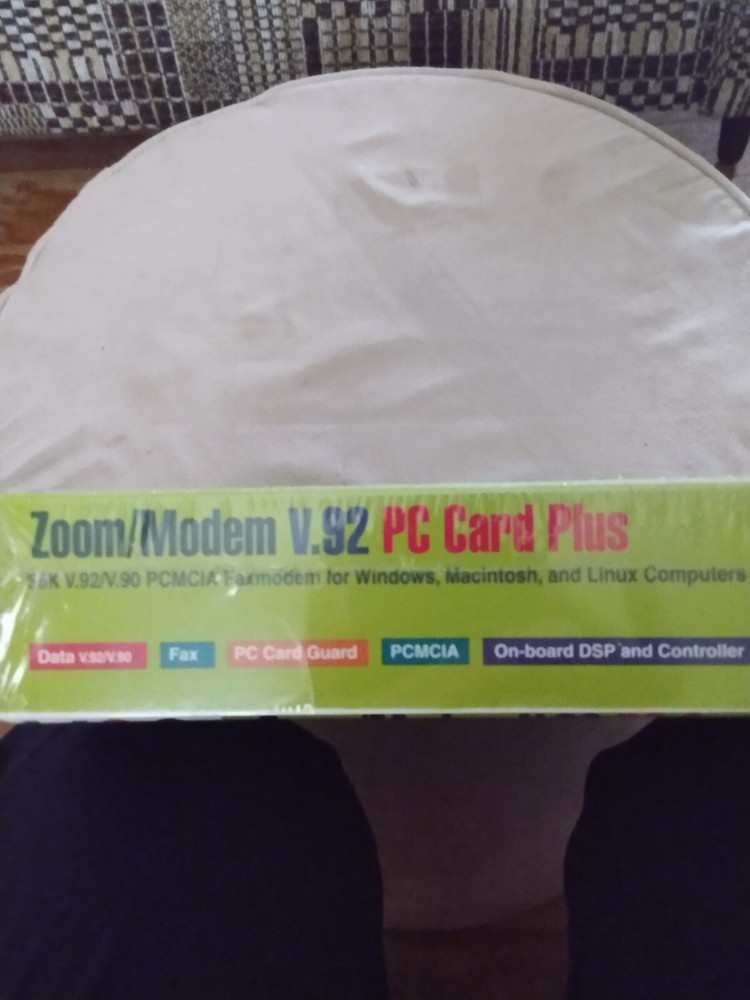 Zoom/Modem V.92 PC Card Plus
56K V.92/V.90 PCMCIA Faxmodem for Windows, Macintosh, and Linux Computers
Data V.92/V.90 Fax PC Card Guard PCMCIA On-board DSP and Controller